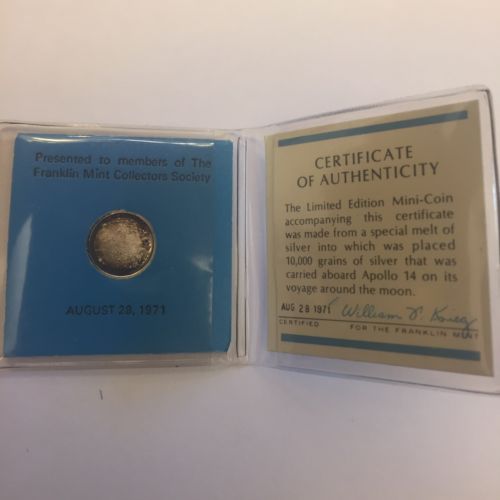 Presented to members of The
Franklin Mint Collectors Society
AUGUST 28, 1971
CERTIFICATE
OF AUTHENTICITY
The Limited Edition Mini-Coin
accompanying this certificate
was made from a special melt of
silver into which was placed
10,000 grains of silver that was
carried aboard Apollo 14 on its
voyage around the moon.
AUG 28 1971 William
CERTIFIED FOR THE FRANKLIN MINT